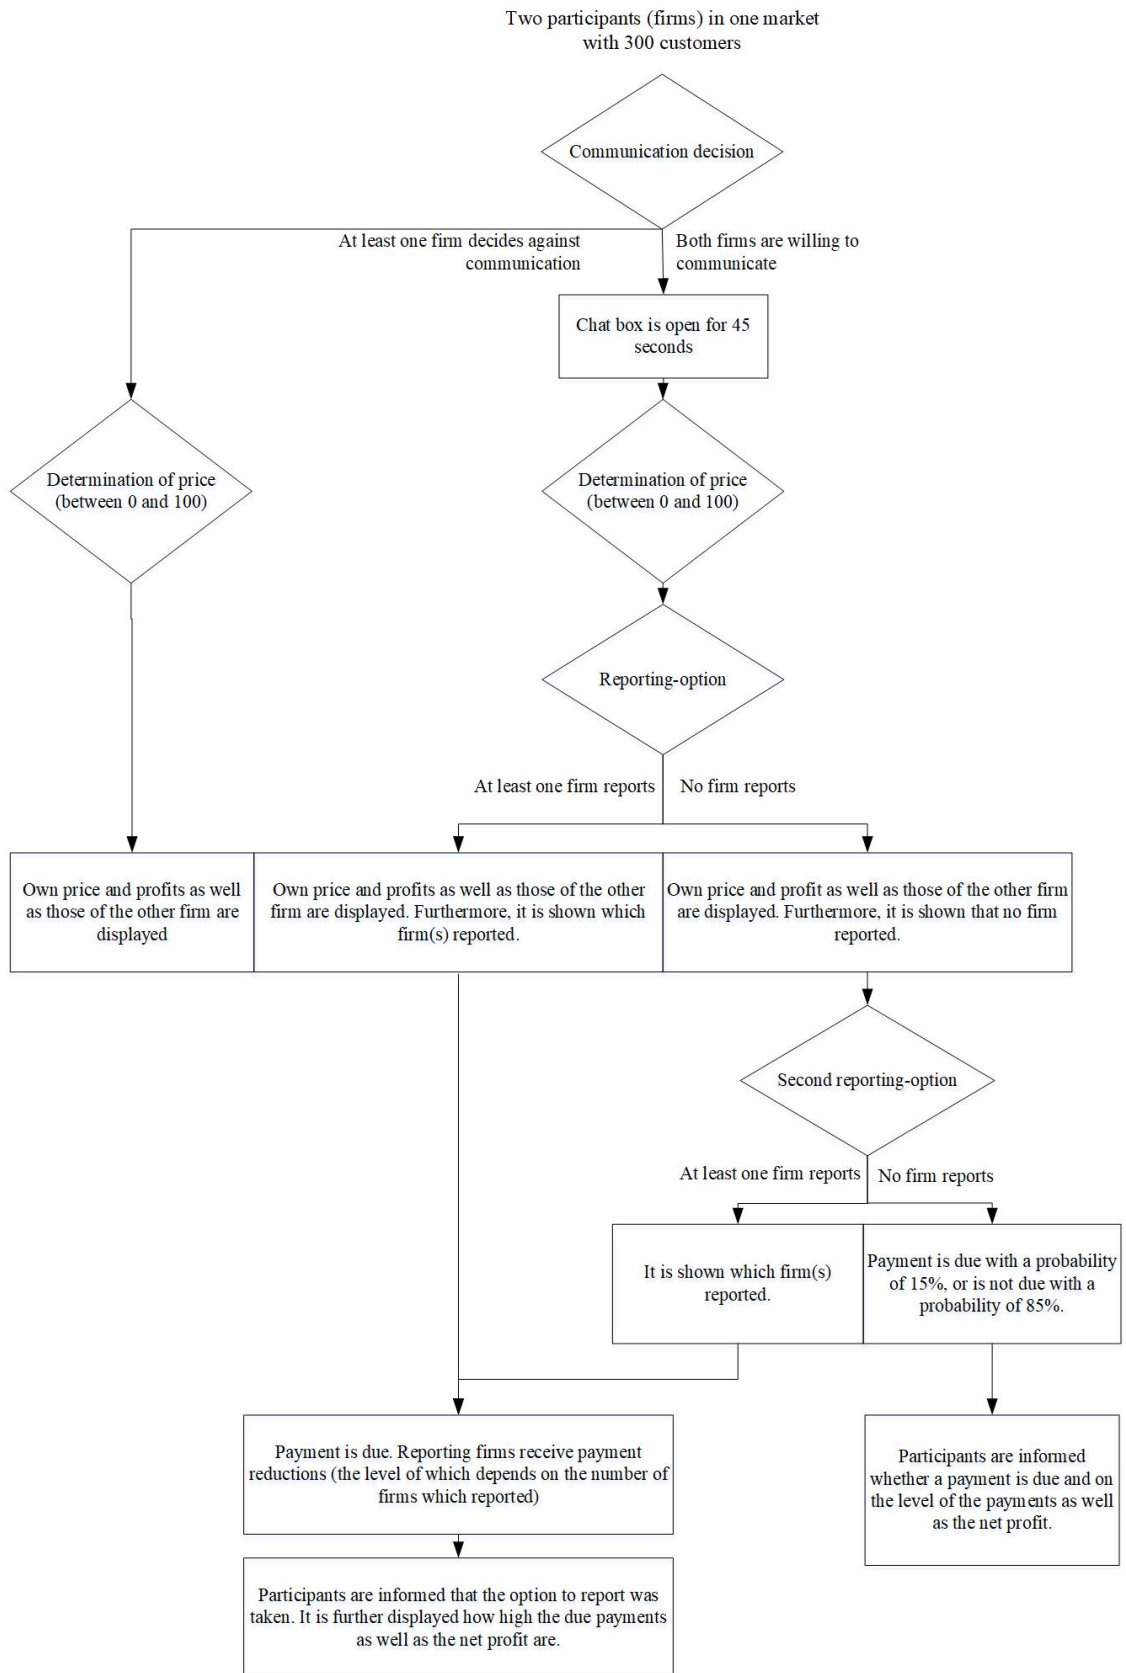 Two participants (firms) in one market
with 300 customers
Communication decision
At least one firm decides against
communication
Both firms are willing to
communicate
Chat box is open for 45
seconds
Determination of price
(between 0 and 100)
Determination of price
(between 0 and 100)
Reporting-option
At least one firm reports
No firm reports
Own price and profits as well
as those of the other firm are
displayed
Own price and profits as well as those of the other
firm are displayed. Furthermore, it is shown which
firm(s) reported.
Own price and profit as well as those of the other firm
are displayed. Furthermore, it is shown that no firm
reported.
Second reporting-option
At least one firm reports
No firm reports
It is shown which firm(s)
reported.
Payment is due with a probability
of 15%, or is not due with a
probability of 85%.
Payment is due. Reporting firms receive payment
reductions (the level of which depends on the number of
firms which reported)
Participants are informed
whether a payment is due and on
the level of the payments as well
as the net profit.
Participants are informed that the option to report was
taken. It is further displayed how high the due payments
as well as the net profit are.